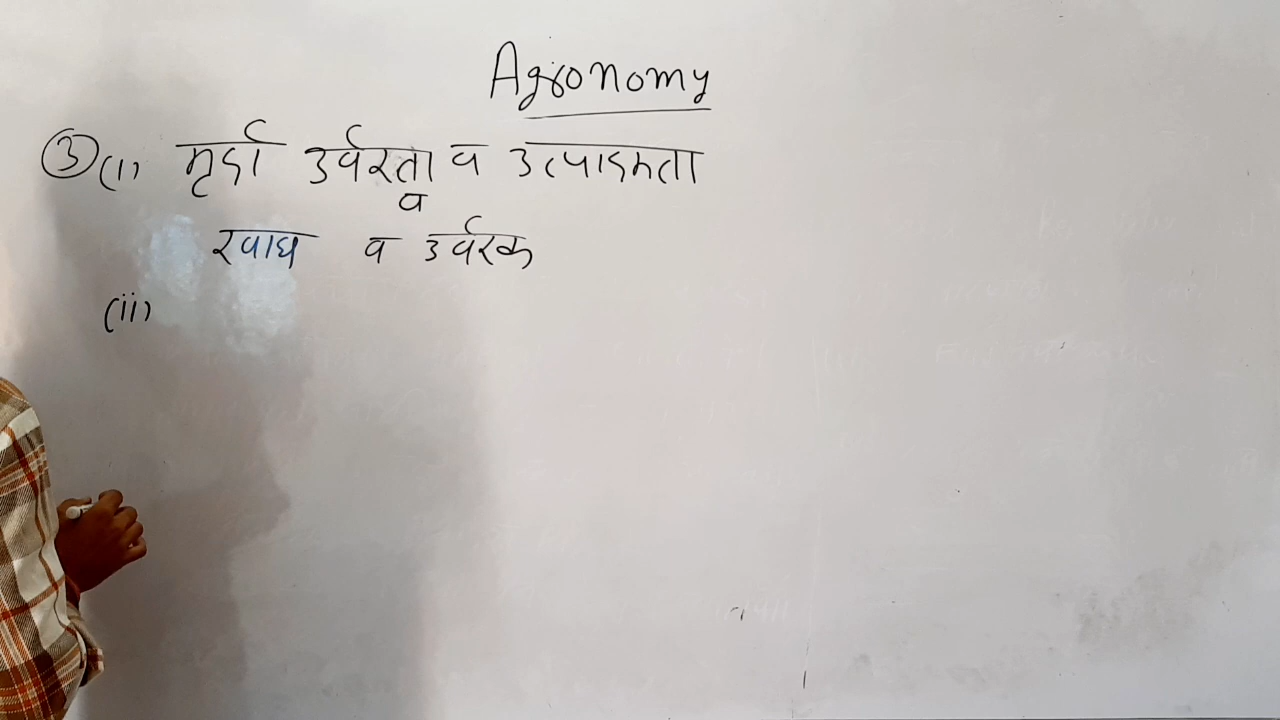 Agronomy
③ (i) मृर्दा उर्वरता व उत्पादकता
व
खाघ व उर्वरक
(ii)